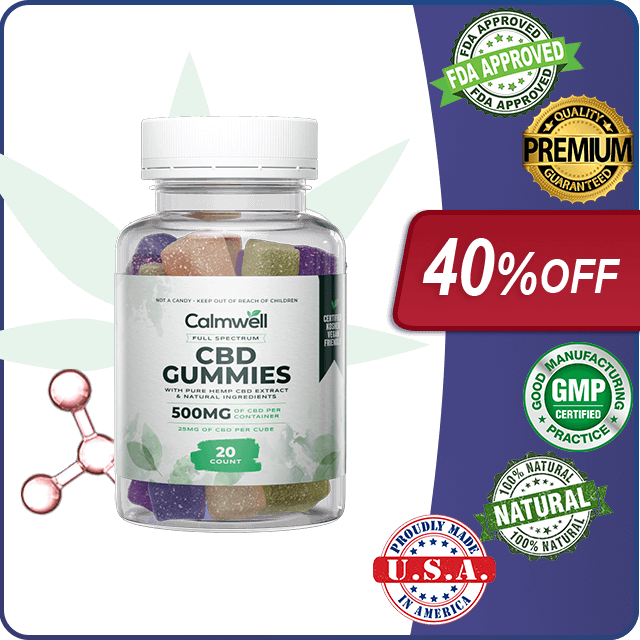 FDA APPROVED
FDA APPROVED
FDA APPROVED
QUALITY
PREMIUM
GUARANTEED
40%OFF
NOT A CANDY • KEEP OUT OF REACH OF CHILDREN
Calmwell
FULL SPECTRUM
CBD
GUMMIES
WITH PURE HEMP CBD EXTRACT
& NATURAL INGREDIENTS
500MG OF CBD PER
CONTAINER
25MG OF CBD PER CUBE
20
COUNT
KOSHER
VEGAN
GOOD MANUFACTURING
GMP
CERTIFIED
PRACTICE
100% NATURAL
NATURAL
100% NATURAL
PROUDLY MADE
U.S.A.
IN AMERICA